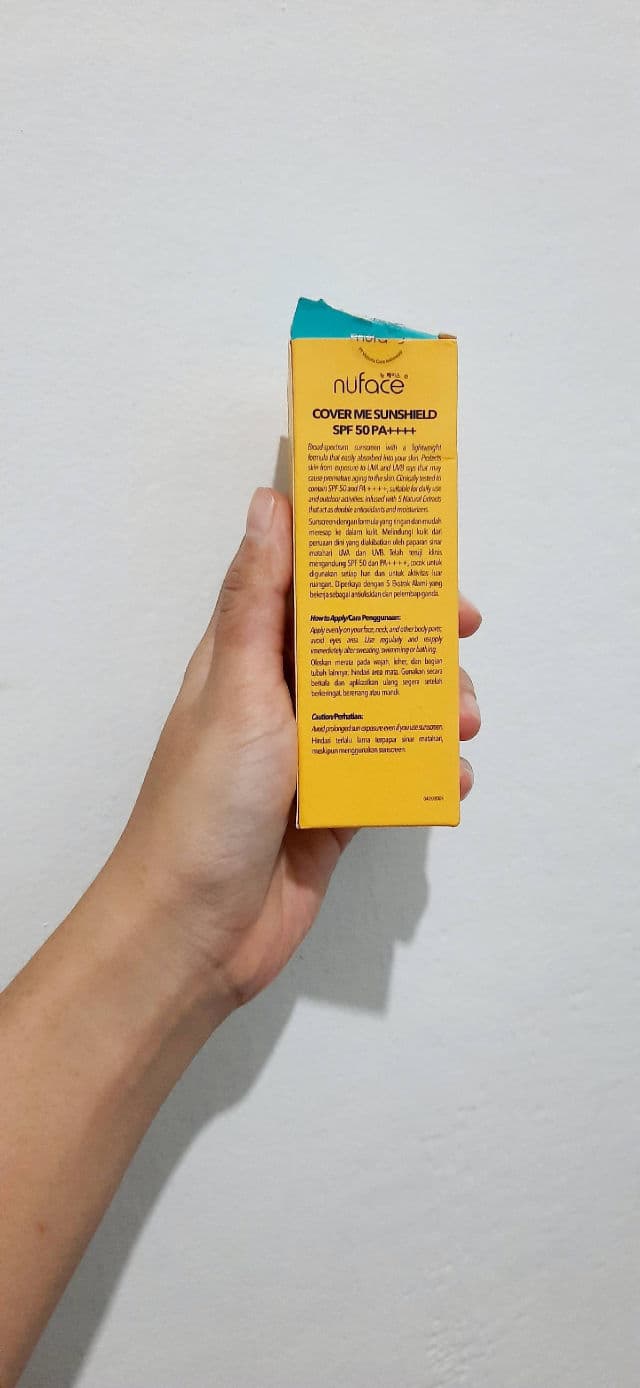 nuface
뉴페이스
COVER ME SUNSHIELD
SPF 50 PA++++
Broad-spectrum sunscreen with a lightweight
formula that easily absorbed into your skin. Protects
skin from exposure to UVA and UVB rays that may
cause premature aging to the skin. Clinically tested to
contain SPF 50 and PA++++, suitable for daily use
and outdoor activities. Infused with 5 Natural Extracts
that act as double antioxidants and moisturizers.
Sunscreen dengan formula yang ringan dan mudah
meresap ke dalam kulit. Melindungi kulit dari
penuaan dini yang diakibatkan oleh paparan sinar
matahari UVA dan UVB. Telah teruji klinis
mengandung SPF 50 dan PA++++, cocok untuk
digunakan setiap hari dan untuk aktivitas luar
ruangan. Diperkaya dengan 5 Ekstrak Alami yang
bekerja sebagai antioksidan dan pelembap ganda.
How to Apply/Cara Penggunaan:
Apply evenly on your face, neck, and other body parts;
avoid eyes area. Use regularly and reapply
immediately after sweating, swimming or bathing.
Oleskan merata pada wajah, leher, dan bagian
tubuh lainnya, hindari area mata. Gunakan secara
berkala dan aplikasikan ulang segera setelah
berkeringat, berenang atau mandi.
Caution/Perhatian:
Avoid prolonged sun exposure even if you use sunscreen.
Hindari terlalu lama terpapar sinar matahari,
meskipun menggunakan sunscreen.